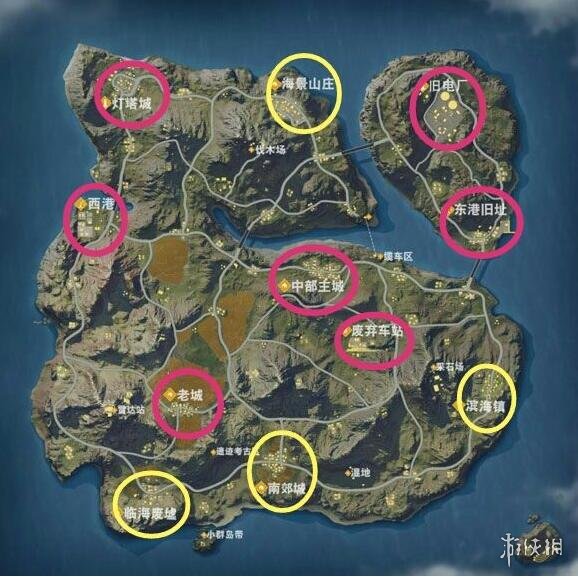 海景山庄
旧电厂
灯塔城
伐木场
西港
东港旧址
缆车区
中部主城
废弃车站
采石场
老城
滨海镇
雷达站
遗迹考古
湿地
南郊城
临海废墟
小群岛带
游侠网